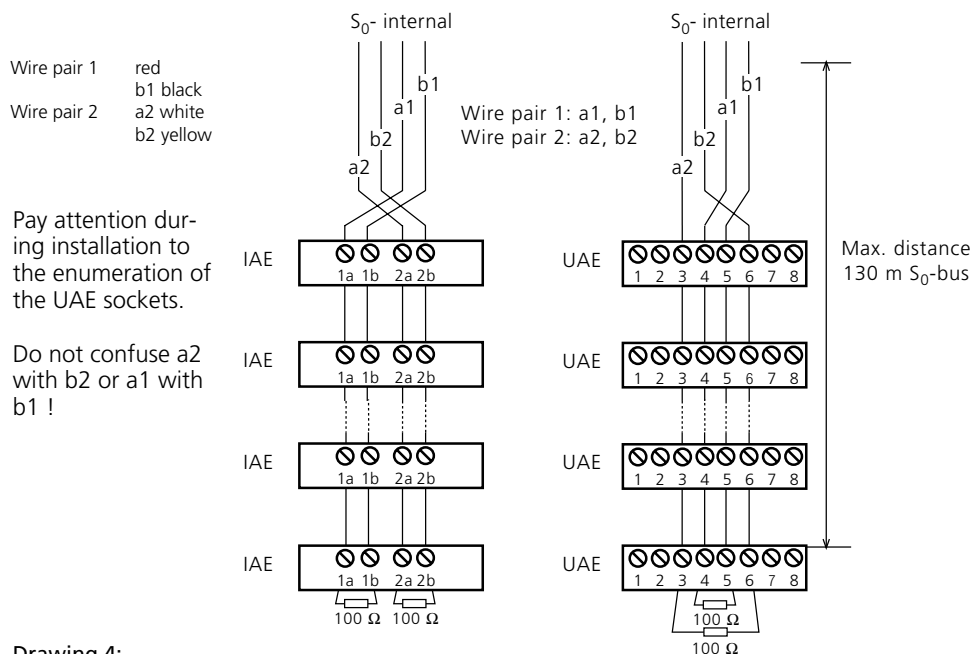 S0- internal
S0- internal
Wire pair 1 red
b1 black
Wire pair 2 a2 white
b2 yellow
b1
a1
b2
a2
Wire pair 1: a1, b1
Wire pair 2: a2, b2
b1
a1
b2
a2
Pay attention dur-
ing installation to
the enumeration of
the UAE sockets.
Do not confuse a2
with b2 or a1 with
b1 !
IAE
1a 1b 2a 2b
IAE
1a 1b 2a 2b
IAE
1a 1b 2a 2b
IAE
1a 1b 2a 2b
100 Ω 100 Ω
UAE
1 2 3 4 5 6 7 8
UAE
1 2 3 4 5 6 7 8
UAE
1 2 3 4 5 6 7 8
UAE
1 2 3 4 5 6 7 8
100 Ω
100 Ω
Max. distance
130 m S0-bus
Drawing 4: